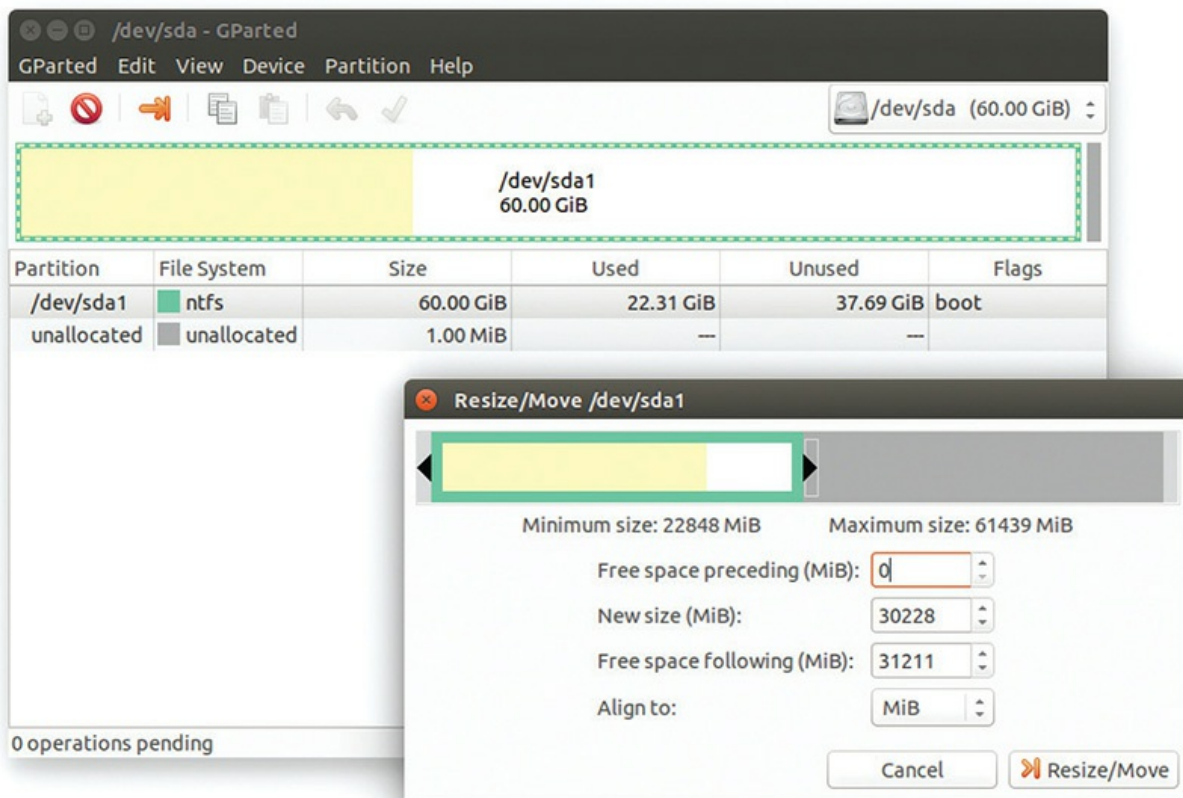 /dev/sda - GParted
GParted Edit View Device Partition Help
/dev/sda (60.00 GiB)
/dev/sda1
60.00 GiB
Partition File System Size Used Unused Flags
/dev/sda1 ntfs 60.00 GiB 22.31 GiB 37.69 GiB boot
unallocated unallocated 1.00 MiB --- ---
Resize/Move /dev/sda1
Minimum size: 22848 MiB Maximum size: 61439 MiB
Free space preceding (MiB): 0
New size (MiB): 30228
Free space following (MiB): 31211
Align to: MiB
0 operations pending
Cancel Resize/Move